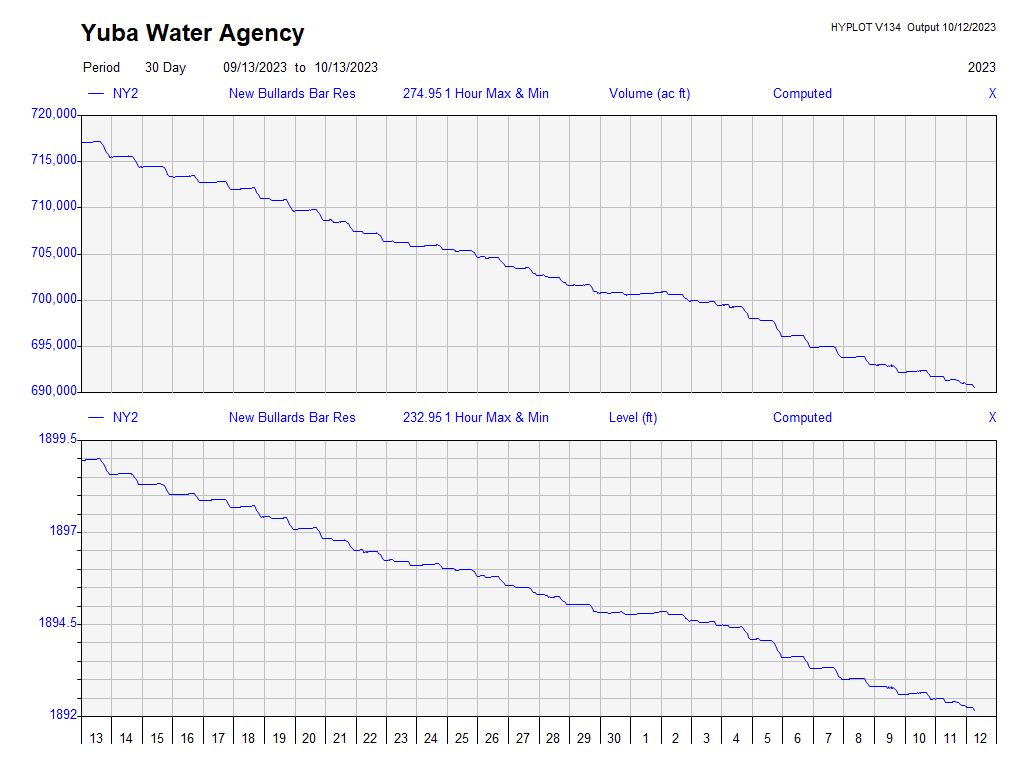 Yuba Water Agency
HYPLOT V134 Output 10/12/2023
Period 30 Day 09/13/2023 to 10/13/2023 2023
NY2 New Bullards Bar Res 274.95 1 Hour Max & Min Volume (ac ft) Computed X
720,000
715,000
710,000
705,000
700,000
695,000
690,000
NY2 New Bullards Bar Res 232.95 1 Hour Max & Min Level (ft) Computed X
1899.5
1897
1894.5
1892
13 14 15 16 17 18 19 20 21 22 23 24 25 26 27 28 29 30 1 2 3 4 5 6 7 8 9 10 11 12